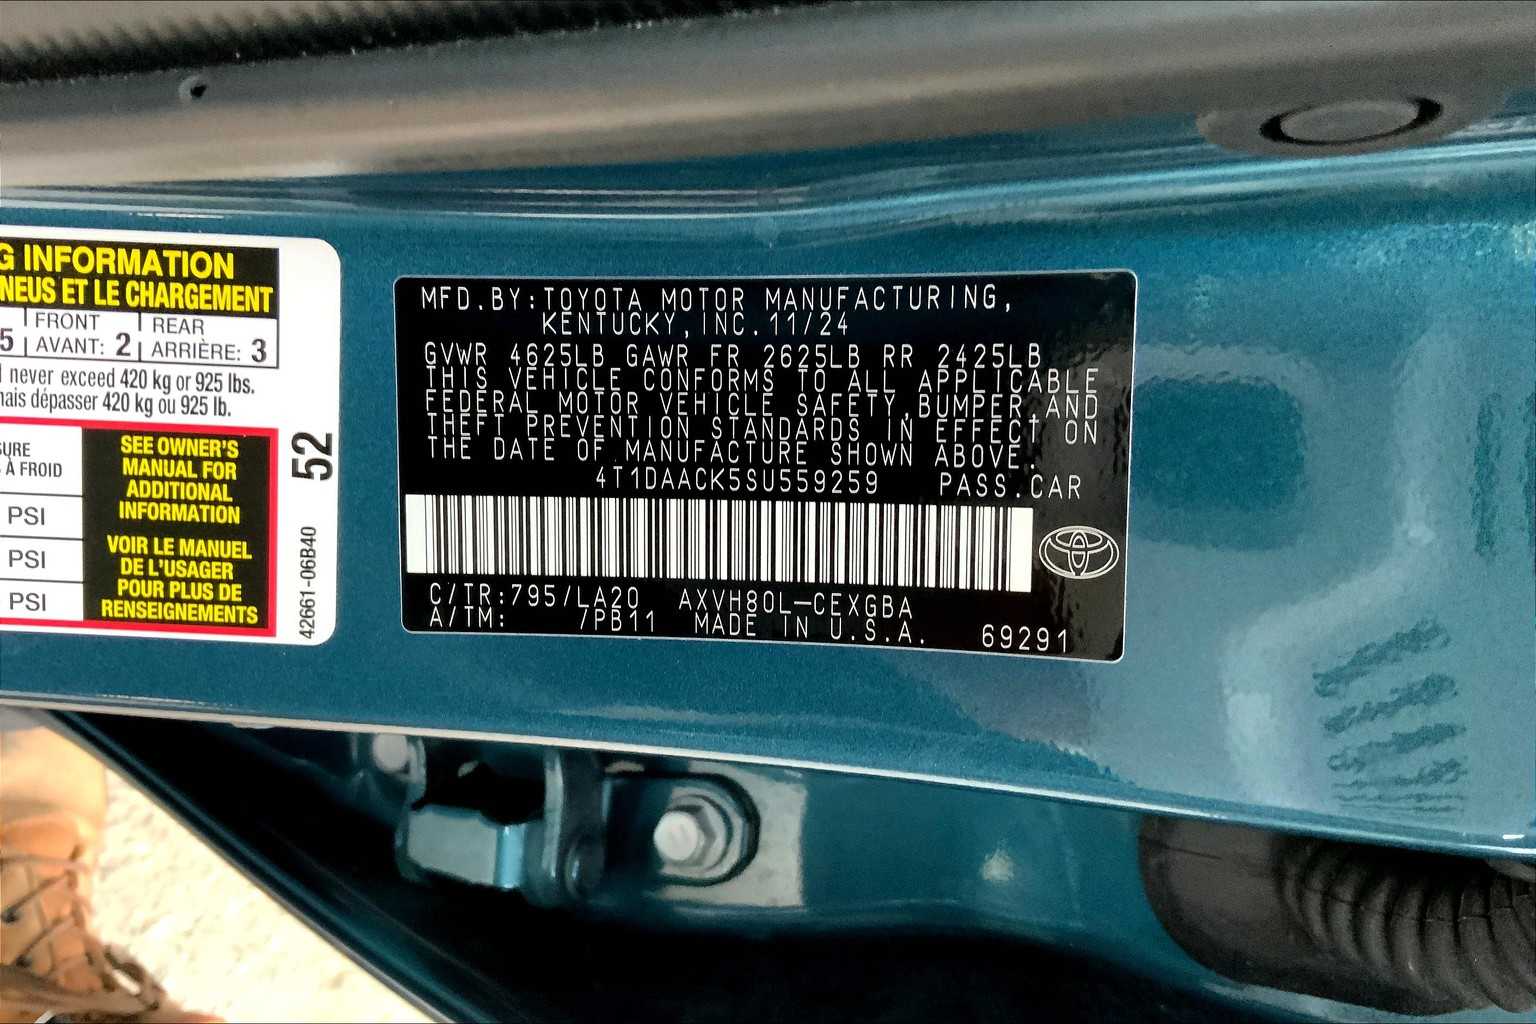 G INFORMATION
NEUS ET LE CHARGEMENT
5 FRONT AVANT: 2 REAR ARRIÈRE: 3
never exceed 420 kg or 925 lbs.
mais dépasser 420 kg ou 925 lb.
URE
À FROID
PSI
PSI
PSI
SEE OWNER'S
MANUAL FOR
ADDITIONAL
INFORMATION
VOIR LE MANUEL
DE L'USAGER
POUR PLUS DE
RENSEIGNEMENTS
52
42661-06B40
MFD.BY:TOYOTA MOTOR MANUFACTURING,
KENTUCKY,INC.11/24
GVWR 4625LB GAWR FR 2625LB RR 2425LB
THIS VEHICLE CONFORMS TO ALL APPLICABLE
FEDERAL MOTOR VEHICLE SAFETY,BUMPER,AND
THEFT PREVENTION STANDARDS IN EFFECT ON
THE DATE OF MANUFACTURE SHOWN ABOVE.
4T1DAACK5SU559259 PASS.CAR
C/TR:795/LA20 AXVH80L-CEXGBA
A/TM: /PB11 MADE IN U.S.A. 69291